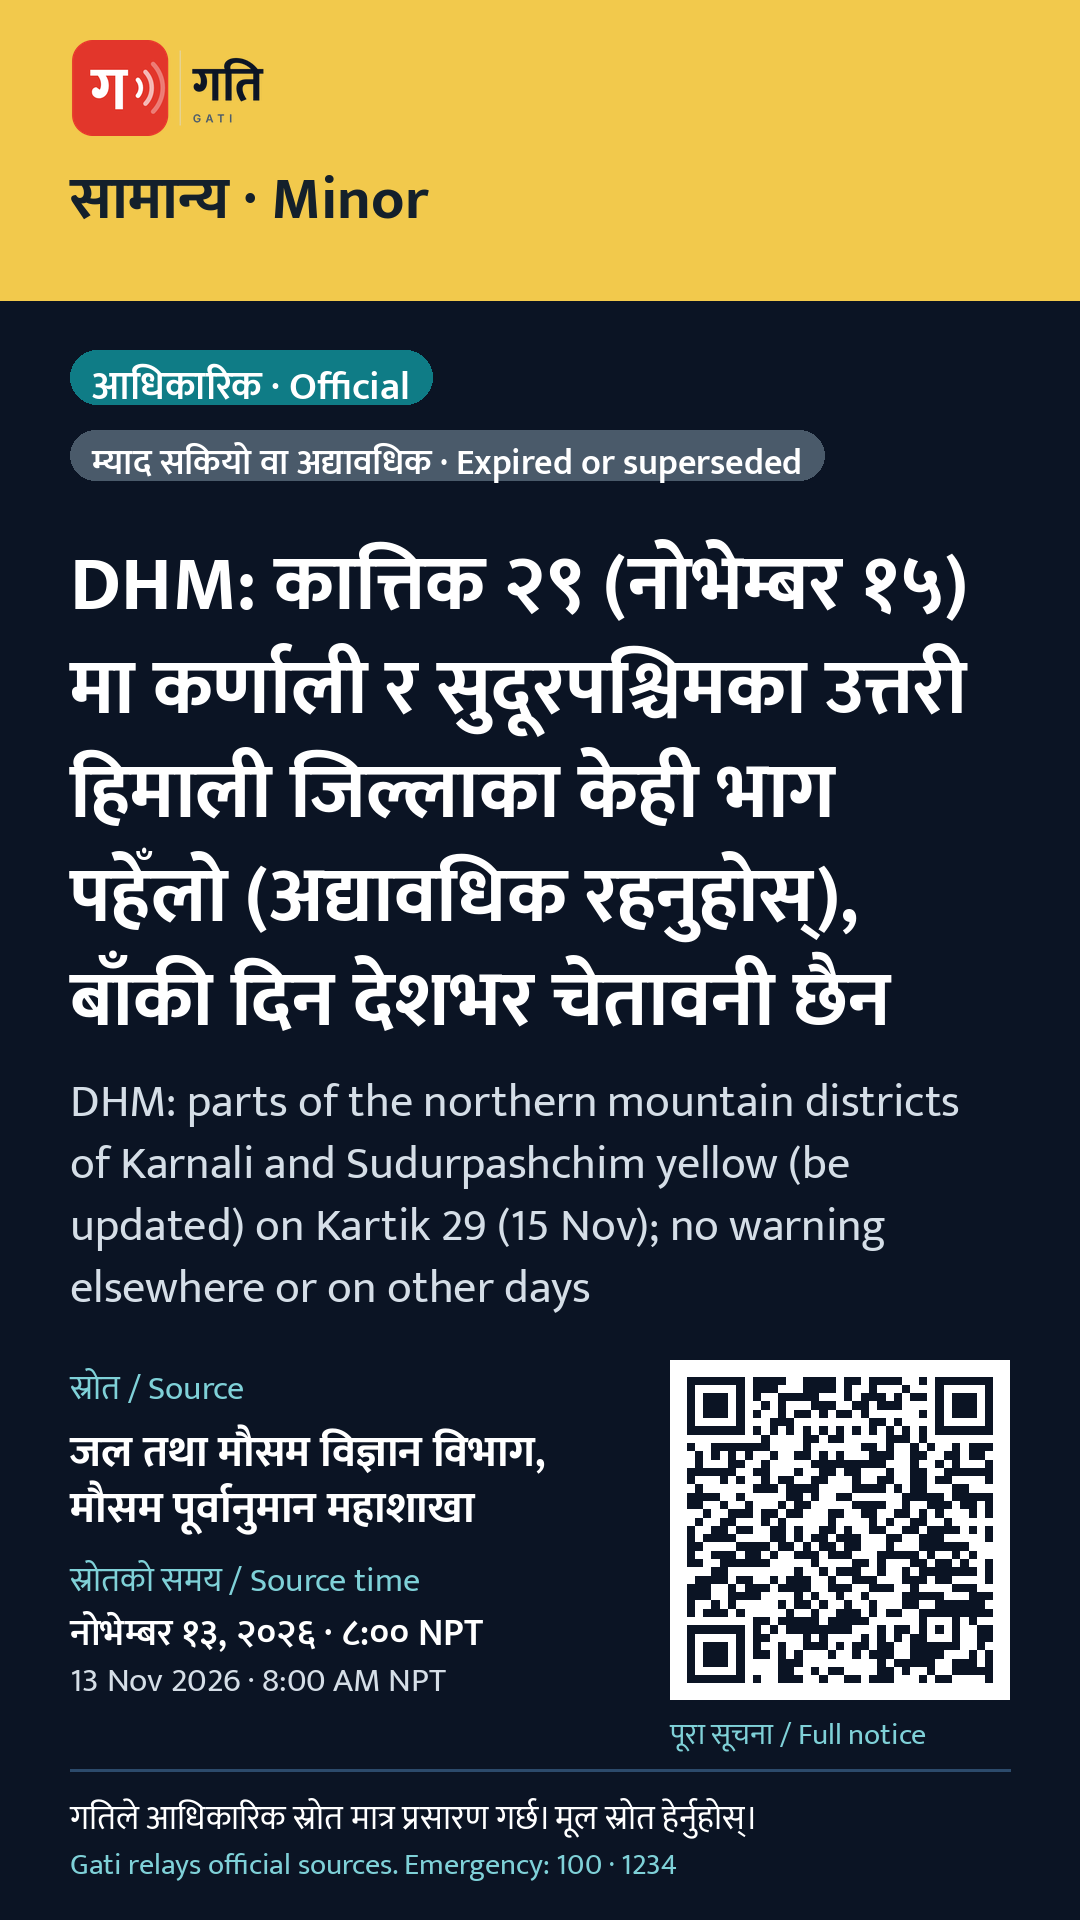 ग
गति
GATI
सामान्य · Minor
आधिकारिक · Official
म्याद सकियो वा अद्यावधिक · Expired or superseded
DHM: कात्तिक २९ (नोभेम्बर १५)
मा कर्णाली र सुदूरपश्चिमका उत्तरी
हिमाली जिल्लाका केही भाग
पहेँलो (अद्यावधिक रहनुहोस्),
बाँकी दिन देशभर चेतावनी छैन
DHM: parts of the northern mountain districts
of Karnali and Sudurpashchim yellow (be
updated) on Kartik 29 (15 Nov); no warning
elsewhere or on other days
स्रोत / Source
जल तथा मौसम विज्ञान विभाग,
मौसम पूर्वानुमान महाशाखा
स्रोतको समय / Source time
नोभेम्बर १३, २०२६ · ८:०० NPT
13 Nov 2026 · 8:00 AM NPT
पूरा सूचना / Full notice
गतिले आधिकारिक स्रोत मात्र प्रसारण गर्छ। मूल स्रोत हेर्नुहोस्।
Gati relays official sources. Emergency: 100 · 1234